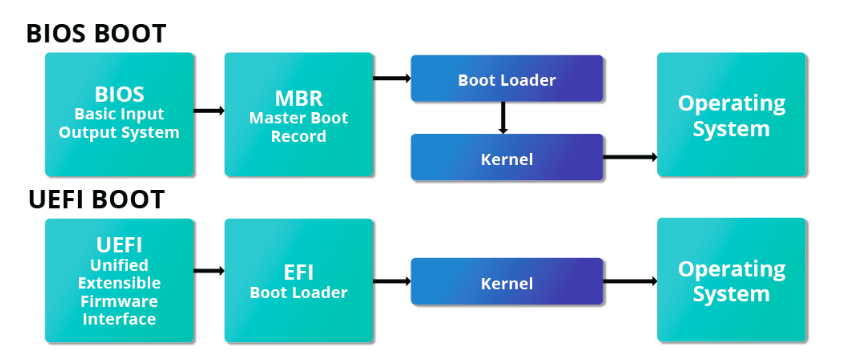 BIOS BOOT
BIOS
Basic Input
Output System
MBR
Master Boot
Record
Boot Loader
Kernel
Operating
System
UEFI BOOT
UEFI
Unified
Extensible
Firmware
Interface
EFI
Boot Loader
Kernel
Operating
System